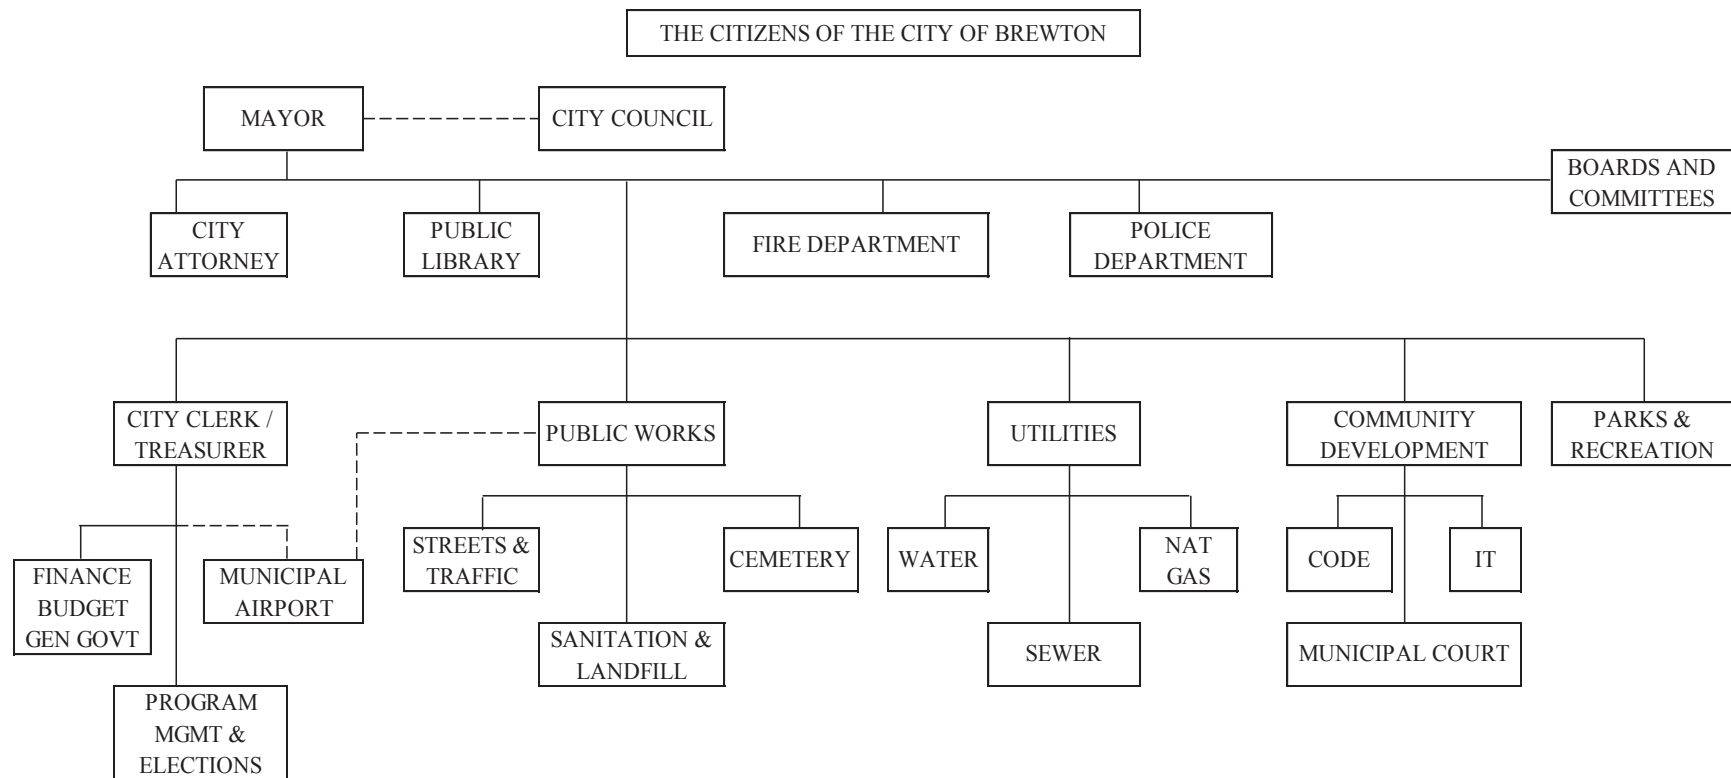 THE CITIZENS OF THE CITY OF BREWTON
MAYOR
CITY COUNCIL
BOARDS AND
COMMITTEES
CITY
ATTORNEY
PUBLIC
LIBRARY
FIRE DEPARTMENT
POLICE
DEPARTMENT
CITY CLERK /
TREASURER
PUBLIC WORKS
UTILITIES
COMMUNITY
DEVELOPMENT
PARKS &
RECREATION
FINANCE
BUDGET
GEN GOVT
MUNICIPAL
AIRPORT
STREETS &
TRAFFIC
CEMETERY
WATER
NAT
GAS
CODE
IT
PROGRAM
MGMT &
ELECTIONS
SANITATION &
LANDFILL
SEWER
MUNICIPAL COURT